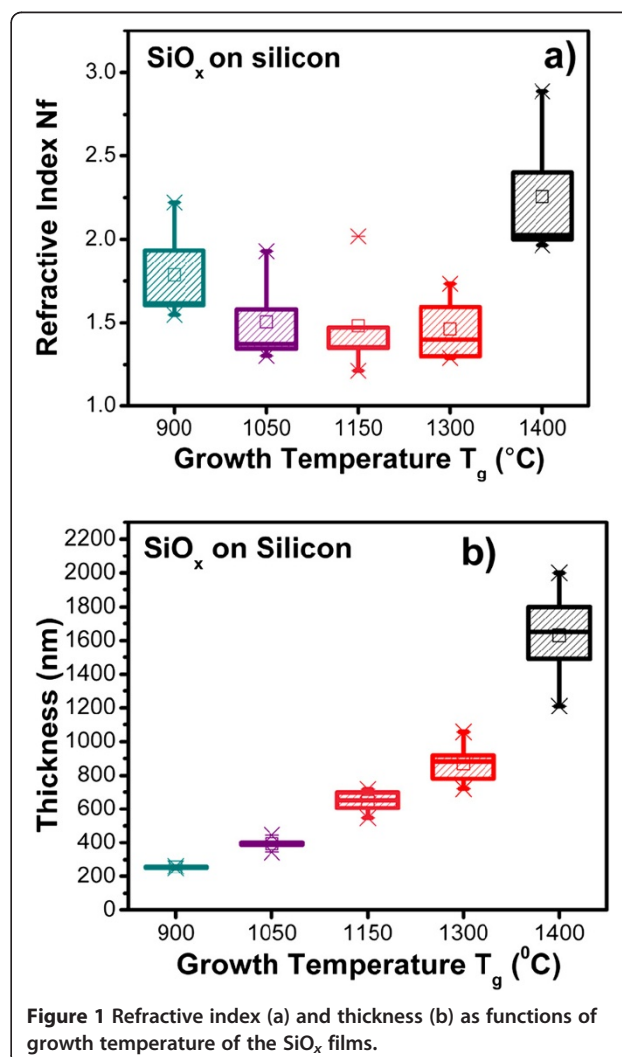 SiOx on silicon a)
3.0
2.5
2.0
1.5
1.0
Refractive Index Nf
900 1050 1150 1300 1400
Growth Temperature Tg (°C)
SiOx on Silicon b)
2200
2000
1800
1600
1400
1200
1000
800
600
400
200
0
Thickness (nm)
900 1050 1150 1300 1400
Growth Temperature Tg (⁰C)
Figure 1 Refractive index (a) and thickness (b) as functions of
growth temperature of the SiOx films.